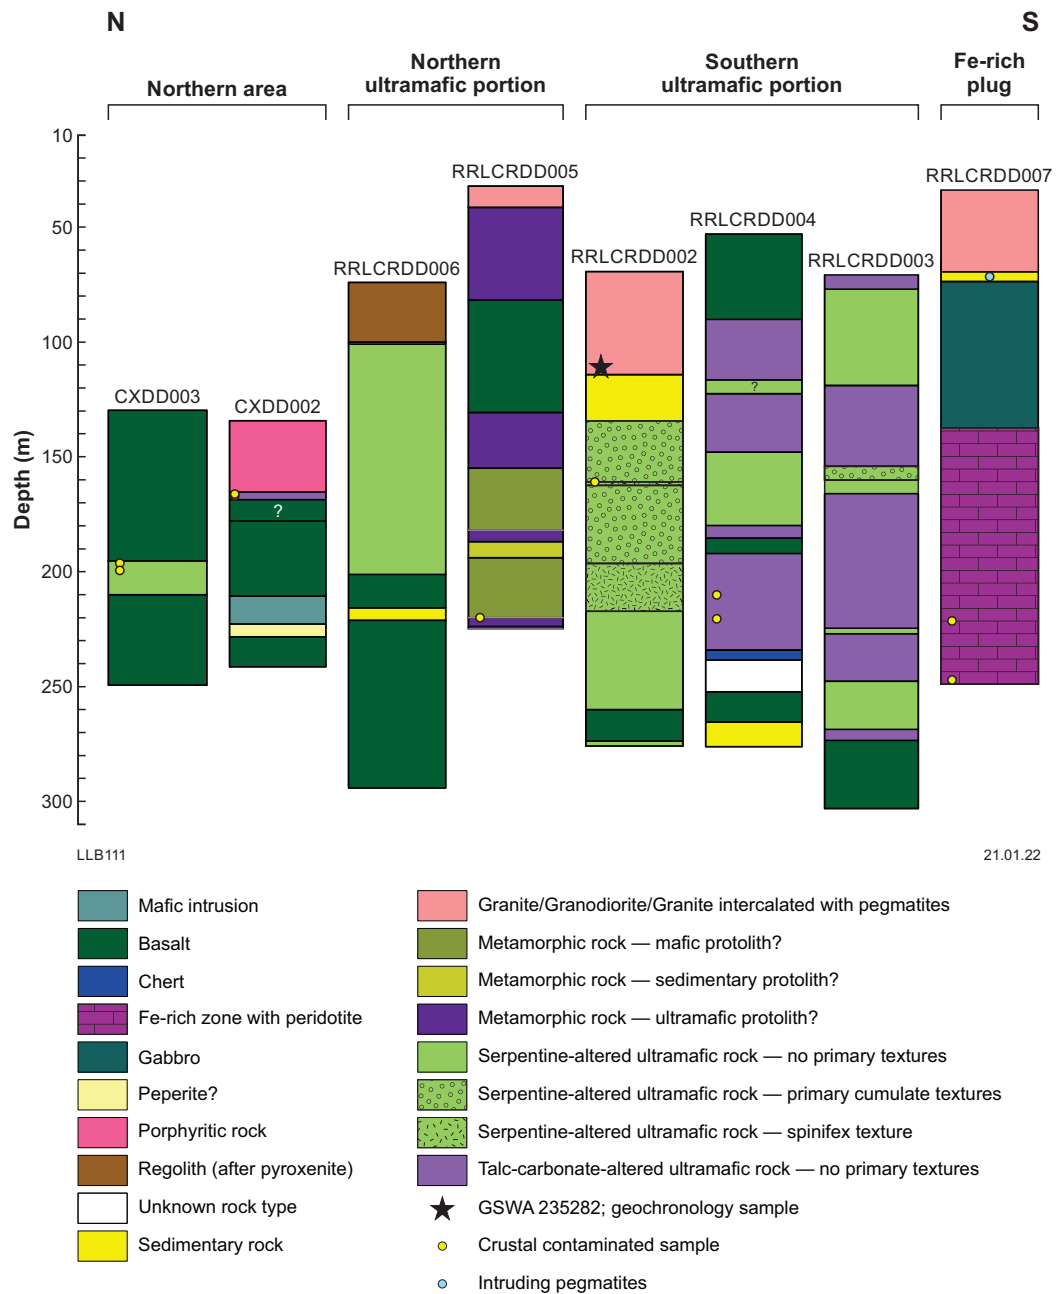 N
S
Northern area
Northern
ultramafic portion
Southern
ultramafic portion
Fe-rich
plug
10
50
100
150
200
250
300
Depth (m)
CXDD003
CXDD002
RRLCRDD006
RRLCRDD005
RRLCRDD002
RRLCRDD004
RRLCRDD003
RRLCRDD007
?
?
LLB111
21.01.22
Mafic intrusion
Basalt
Chert
Fe-rich zone with peridotite
Gabbro
Peperite?
Porphyritic rock
Regolith (after pyroxenite)
Unknown rock type
Sedimentary rock
Granite/Granodiorite/Granite intercalated with pegmatites
Metamorphic rock — mafic protolith?
Metamorphic rock — sedimentary protolith?
Metamorphic rock — ultramafic protolith?
Serpentine-altered ultramafic rock — no primary textures
Serpentine-altered ultramafic rock — primary cumulate textures
Serpentine-altered ultramafic rock — spinifex texture
Talc-carbonate-altered ultramafic rock — no primary textures
GSWA 235282; geochronology sample
Crustal contaminated sample
Intruding pegmatites